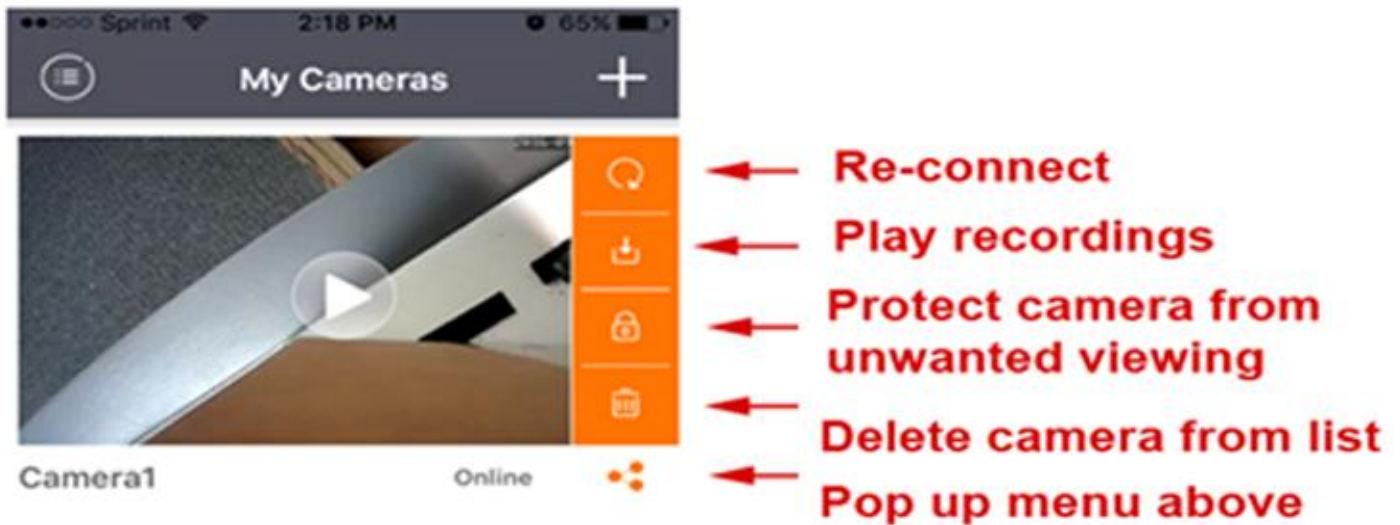 Sprint 2:18 PM 65%
My Cameras
Re-connect
Play recordings
Protect camera from
unwanted viewing
Delete camera from list
Camera1 Online
Pop up menu above